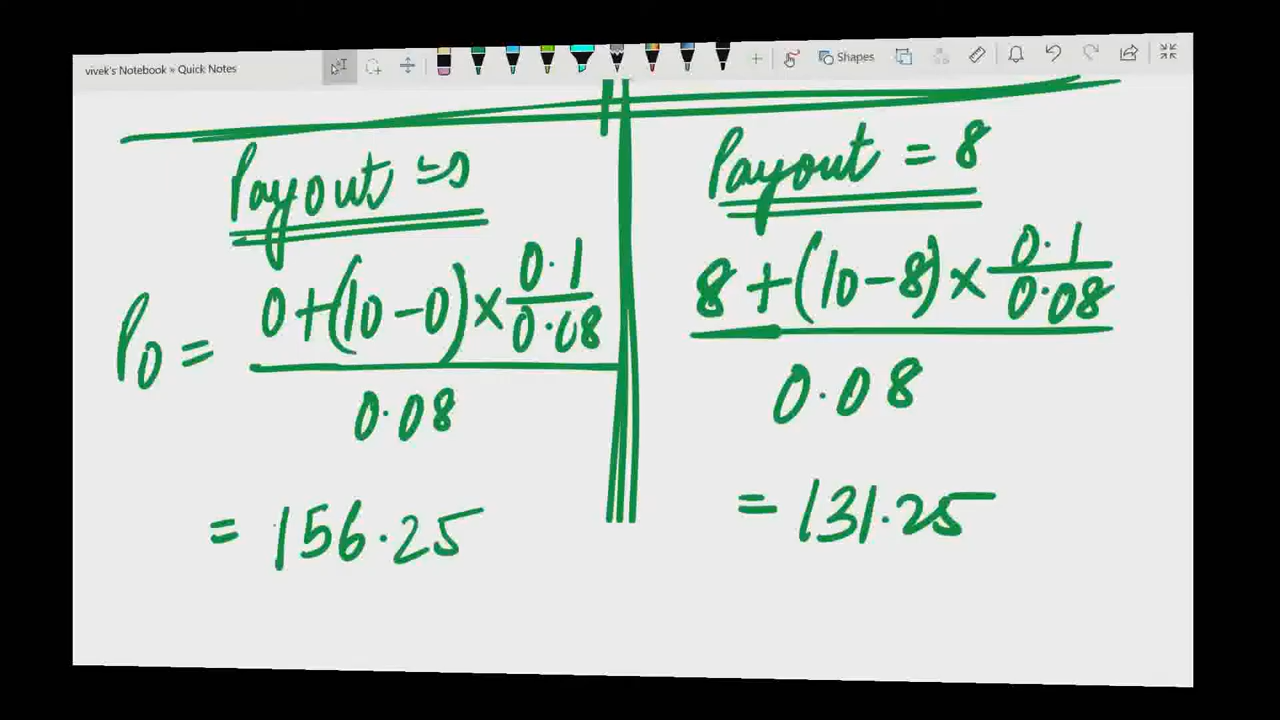 vivek's Notebook » Quick Notes
Shapes
Payout = 0
P0 = 0+(10-0)×0.1/0.08
0.08
= 156.25
Payout = 8
8+(10-8)×0.1/0.08
0.08
= 131.25